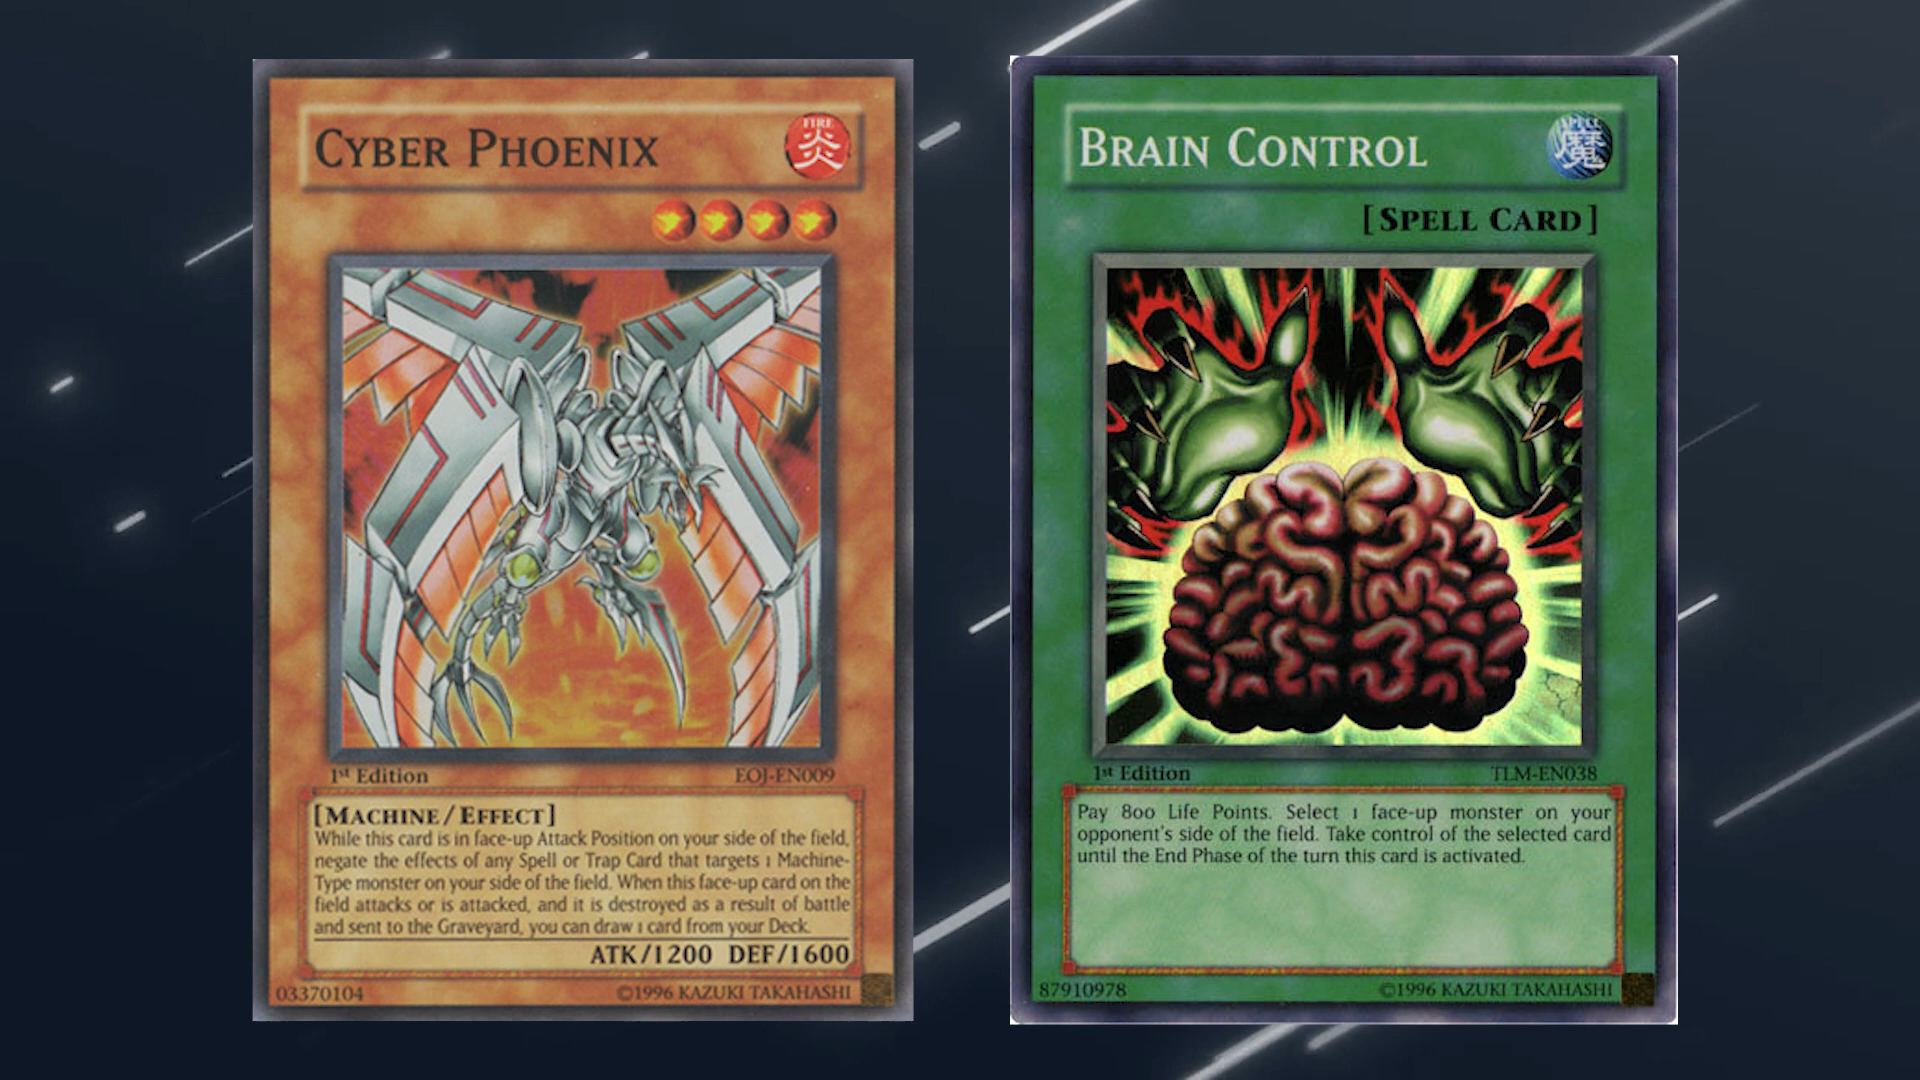 CYBER PHOENIX
FIRE
炎
1st Edition
EOJ-EN009
[MACHINE/EFFECT]
While this card is in face-up Attack Position on your side of the field,
negate the effects of any Spell or Trap Card that targets 1 Machine-
Type monster on your side of the field. When this face-up card on the
field attacks or is attacked, and it is destroyed as a result of battle
and sent to the Graveyard, you can draw 1 card from your Deck.
ATK/1200 DEF/1600
03370104
©1996 KAZUKI TAKAHASHI
BRAIN CONTROL
SPELL
魔
[SPELL CARD]
1st Edition
TLM-EN038
Pay 800 Life Points. Select 1 face-up monster on your
opponent's side of the field. Take control of the selected card
until the End Phase of the turn this card is activated.
87910978
©1996 KAZUKI TAKAHASHI